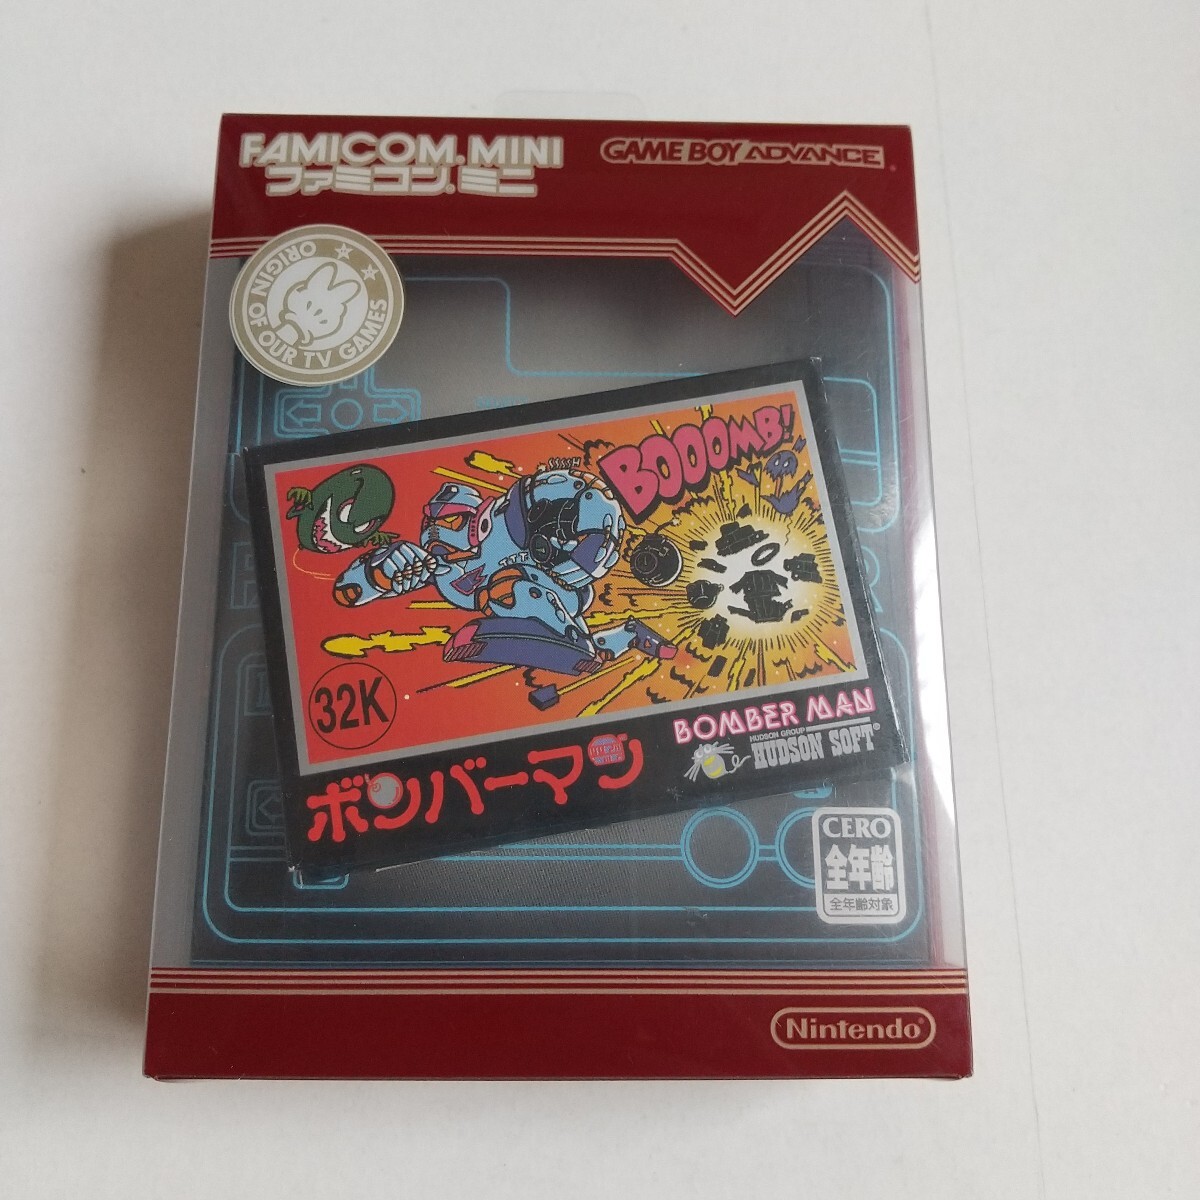 FAMICOM MINI
ファミコンミニ
GAME BOY ADVANCE
ORIGIN OF OUR TV GAMES
SSSSH
BOOOMB!
32K
BOMBER MAN
HUDSON GROUP
HUDSON SOFT®
ボンバーマン
CERO
全年齢
全年齢対象
Nintendo®